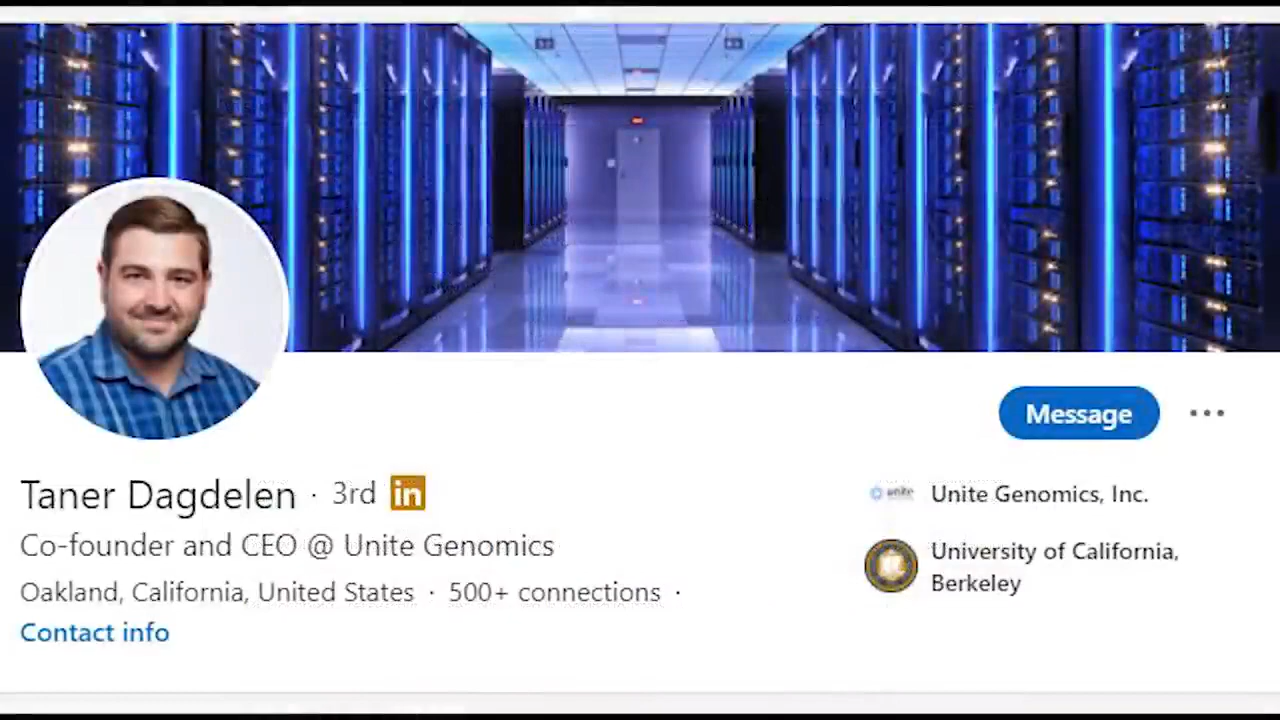 Message
Taner Dagdelen · 3rd in
Co-founder and CEO @ Unite Genomics
Oakland, California, United States · 500+ connections ·
Contact info
unite
Unite Genomics, Inc.
University of California,
Berkeley